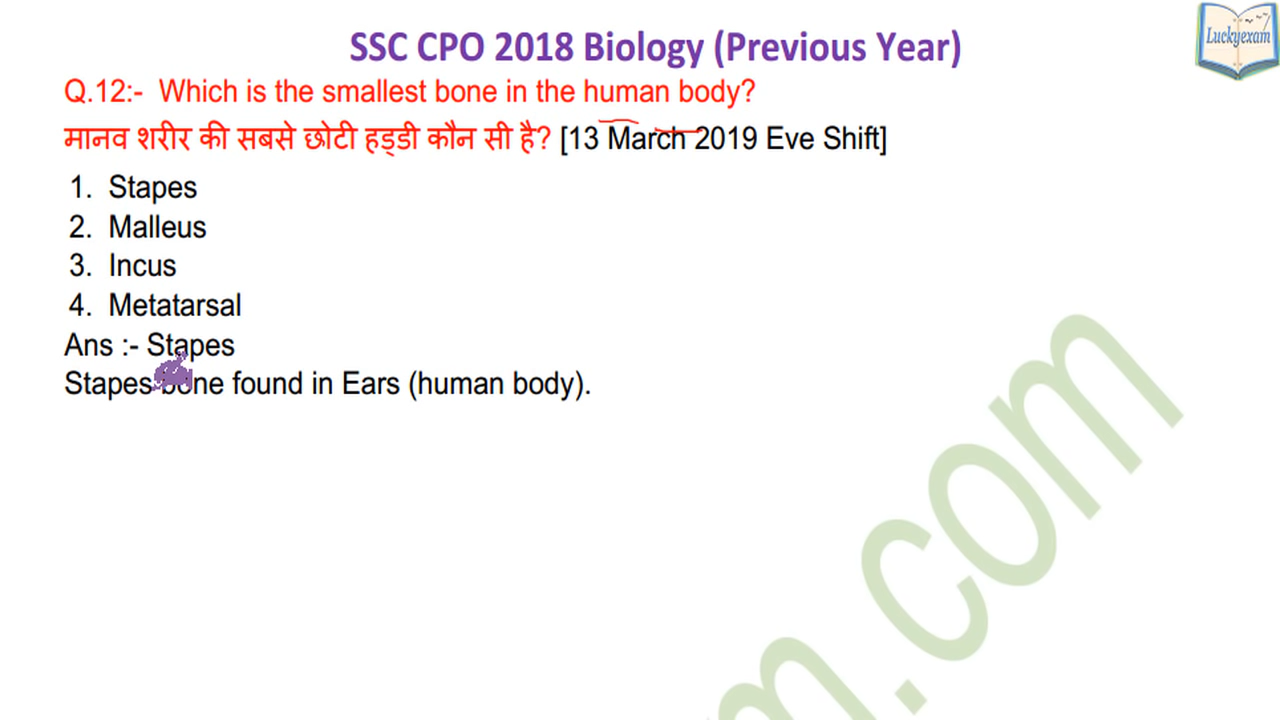 SSC CPO 2018 Biology (Previous Year)
Luckyexam
Q.12:- Which is the smallest bone in the human body?
मानव शरीर की सबसे छोटी हड्डी कौन सी है? [13 March 2019 Eve Shift]
1. Stapes
2. Malleus
3. Incus
4. Metatarsal
Ans :- Stapes
Stapes bone found in Ears (human body).
m.com